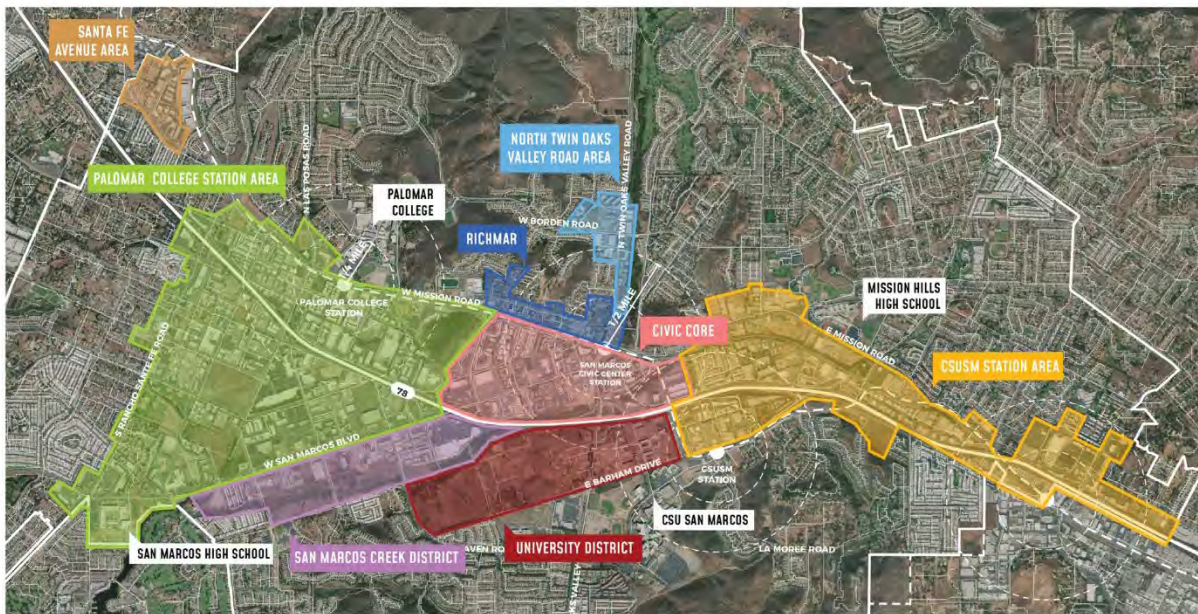 SANTA FE
AVENUE AREA
NORTH TWIN OAKS
VALLEY ROAD AREA
PALOMAR COLLEGE STATION AREA
N LAS POSAS ROAD
PALOMAR
COLLEGE
W BORDEN ROAD
N TWIN OAKS VALLEY ROAD
RICHMAR
1/4 MILE
PALOMAR COLLEGE
STATION
W MISSION ROAD
1/2 MILE
MISSION HILLS
HIGH SCHOOL
CIVIC CORE
E MISSION ROAD
SAN MARCOS
CIVIC CENTER
STATION
CSUSM STATION AREA
S RANCHO SANTA FE ROAD
78
W SAN MARCOS BLVD
E BARHAM DRIVE
CSUSM
STATION
CSU SAN MARCOS
SAN MARCOS HIGH SCHOOL
SAN MARCOS CREEK DISTRICT
UNIVERSITY DISTRICT
LA MOREE ROAD